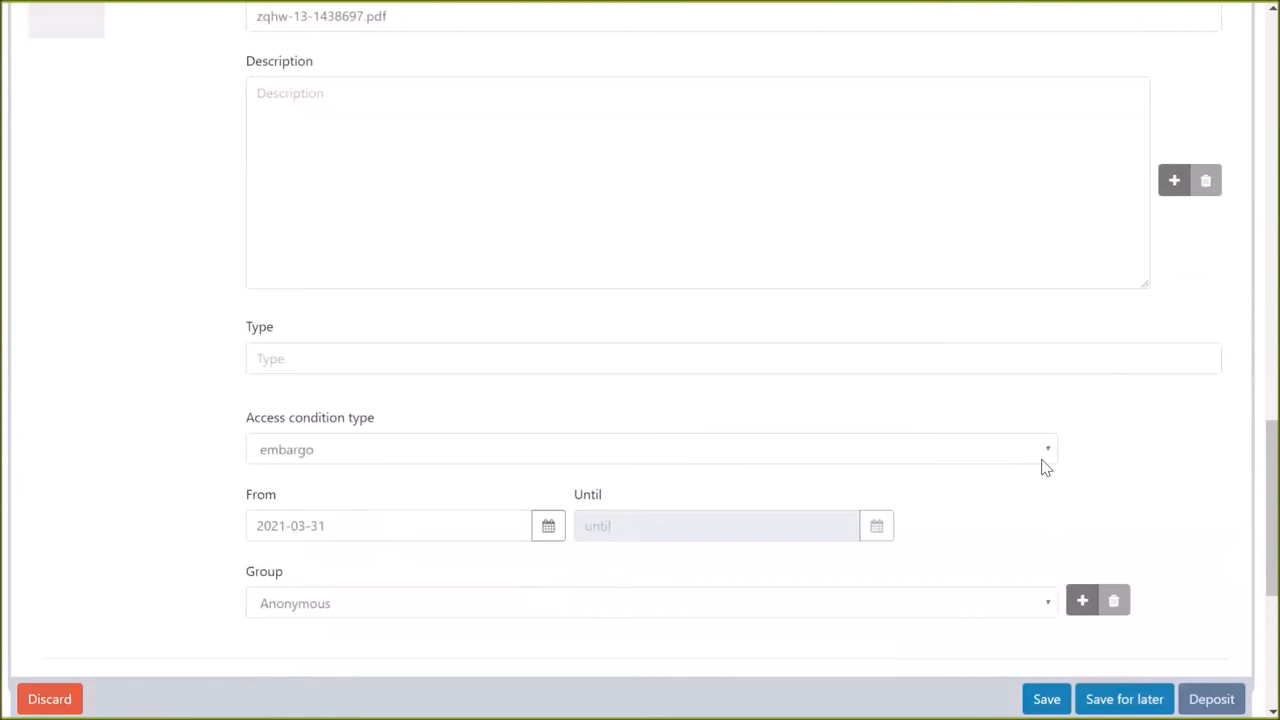 zqhw-13-1438697.pdf
Description
Description
Type
Type
Access condition type
embargo
From Until
2021-03-31 until
Group
Anonymous
Discard Save Save for later Deposit